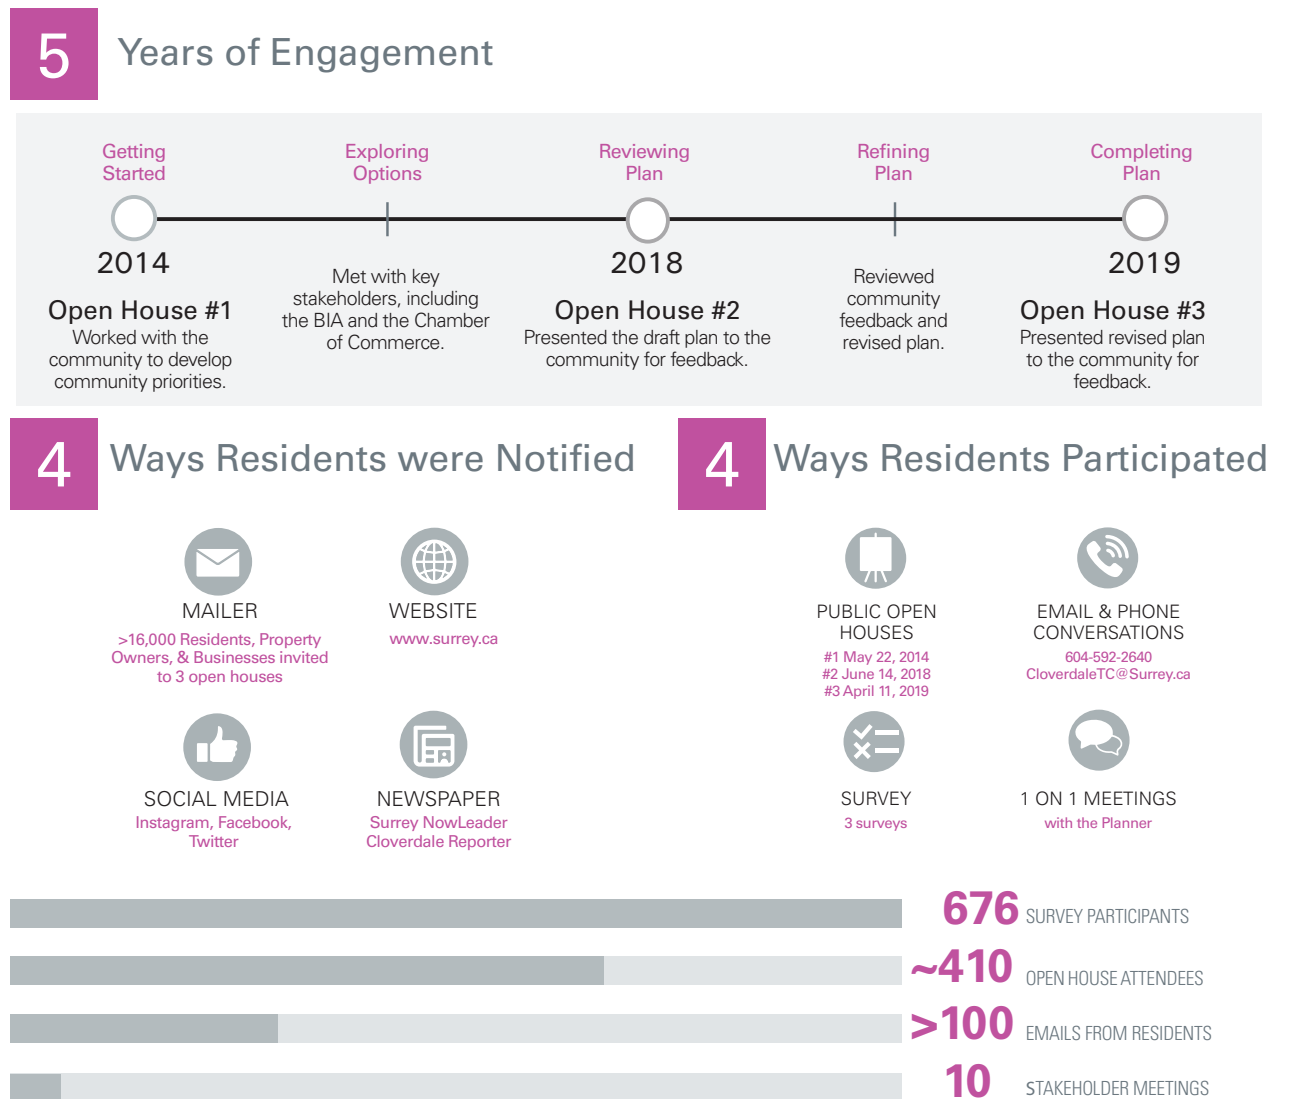 5 Years of Engagement
Getting
Started
2014
Open House #1
Worked with the
community to develop
community priorities.
Exploring
Options
Met with key
stakeholders, including
the BIA and the Chamber
of Commerce.
Reviewing
Plan
2018
Open House #2
Presented the draft plan to the
community for feedback.
Refining
Plan
Reviewed
community
feedback and
revised plan.
Completing
Plan
2019
Open House #3
Presented revised plan
to the community for
feedback.
4 Ways Residents were Notified
MAILER
>16,000 Residents, Property
Owners, & Businesses invited
to 3 open houses
WEBSITE
www.surrey.ca
SOCIAL MEDIA
Instagram, Facebook,
Twitter
NEWSPAPER
Surrey NowLeader
Cloverdale Reporter
4 Ways Residents Participated
PUBLIC OPEN
HOUSES
#1 May 22, 2014
#2 June 14, 2018
#3 April 11, 2019
EMAIL & PHONE
CONVERSATIONS
604-592-2640
CloverdaleTC@Surrey.ca
SURVEY
3 surveys
1 ON 1 MEETINGS
with the Planner
676 SURVEY PARTICIPANTS
~410 OPEN HOUSE ATTENDEES
>100 EMAILS FROM RESIDENTS
10 STAKEHOLDER MEETINGS